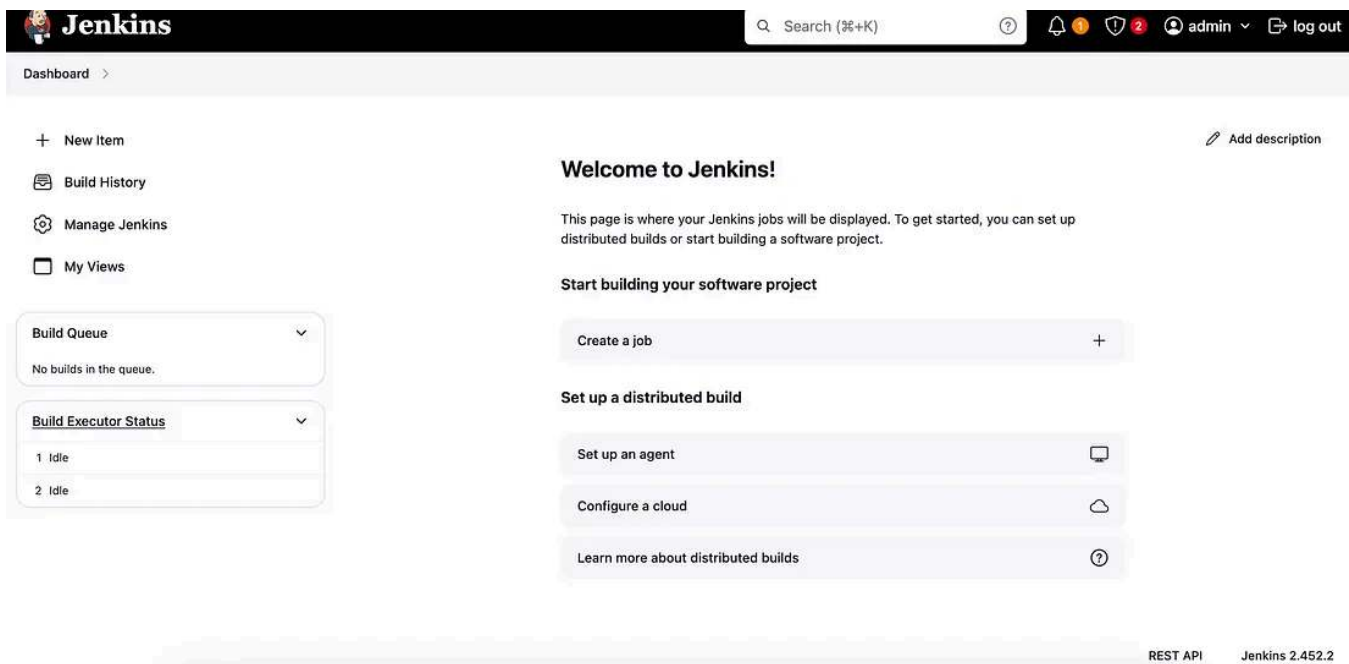 Jenkins
Search (⌘+K)
1
2
admin
log out
Dashboard
New Item
Build History
Manage Jenkins
My Views
Build Queue
No builds in the queue.
Build Executor Status
1 Idle
2 Idle
Add description
Welcome to Jenkins!
This page is where your Jenkins jobs will be displayed. To get started, you can set up
distributed builds or start building a software project.
Start building your software project
Create a job
Set up a distributed build
Set up an agent
Configure a cloud
Learn more about distributed builds
REST API
Jenkins 2.452.2